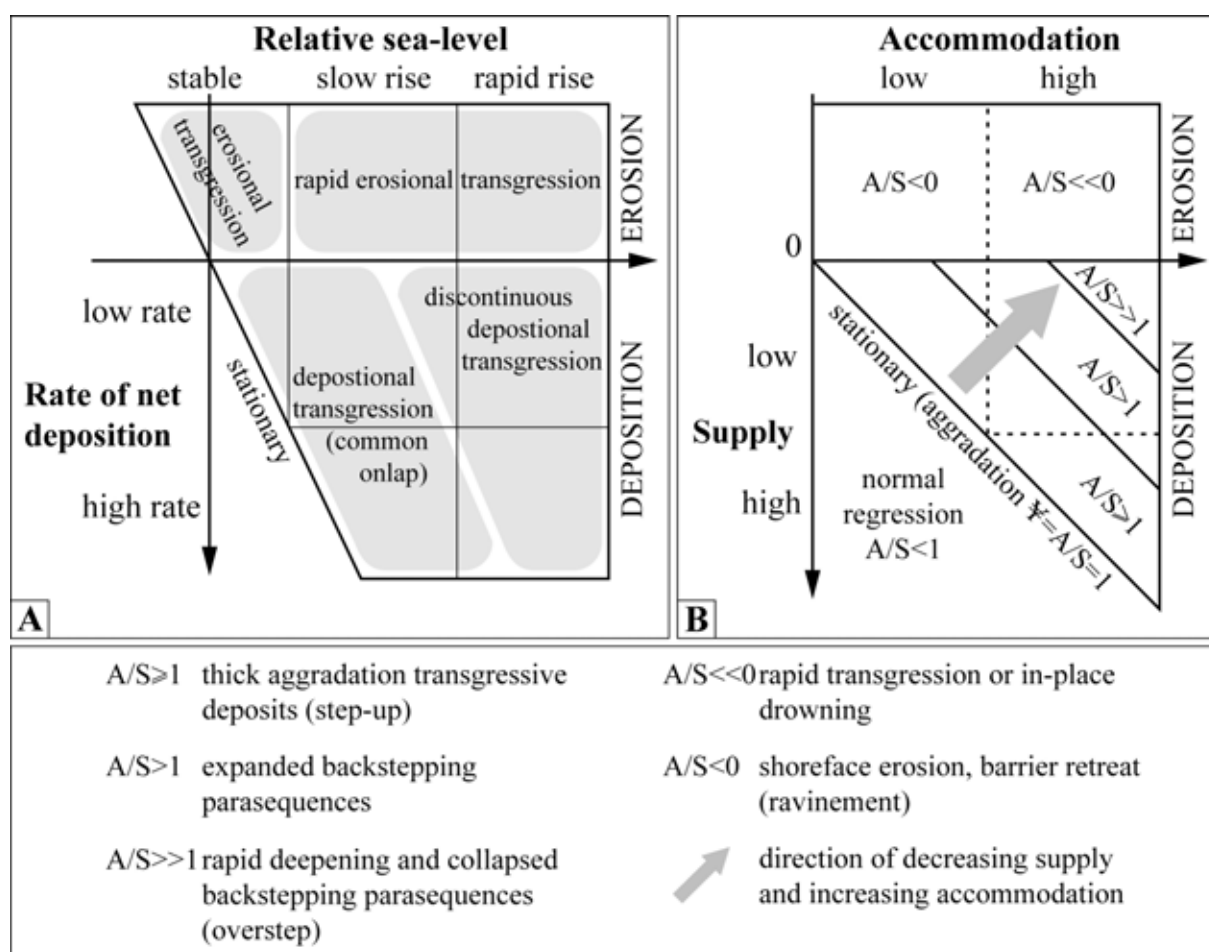 Relative sea-level
stable
slow rise
rapid rise
erosional
transgression
rapid erosional
transgression
EROSION
low rate
Rate of net
deposition
high rate
stationary
depostional
transgression
(common
onlap)
discontinuous
depostional
transgression
DEPOSITION
A
Accommodation
low
high
A/S<0
A/S<<0
EROSION
0
low
Supply
high
stationary (aggradation ¥=A/S=1
normal
regression
A/S<1
A/S>>1
A/S>1
A/S⩾1
DEPOSITION
B
A/S⩾1 thick aggradation transgressive
deposits (step-up)
A/S>1 expanded backstepping
parasequences
A/S>>1 rapid deepening and collapsed
backstepping parasequences
(overstep)
A/S<<0 rapid transgression or in-place
drowning
A/S<0 shoreface erosion, barrier retreat
(ravinement)
direction of decreasing supply
and increasing accommodation